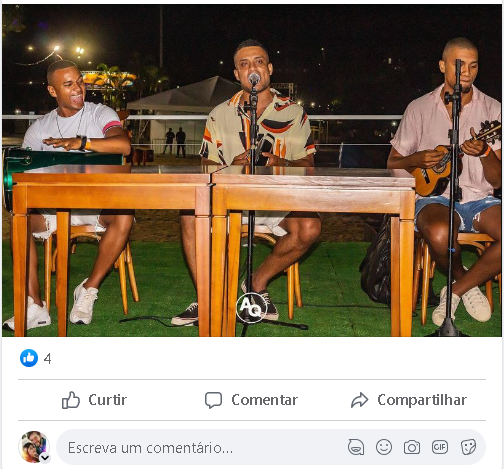 AQ
4
Curtir
Comentar
Compartilhar
Escreva um comentário...
GIF